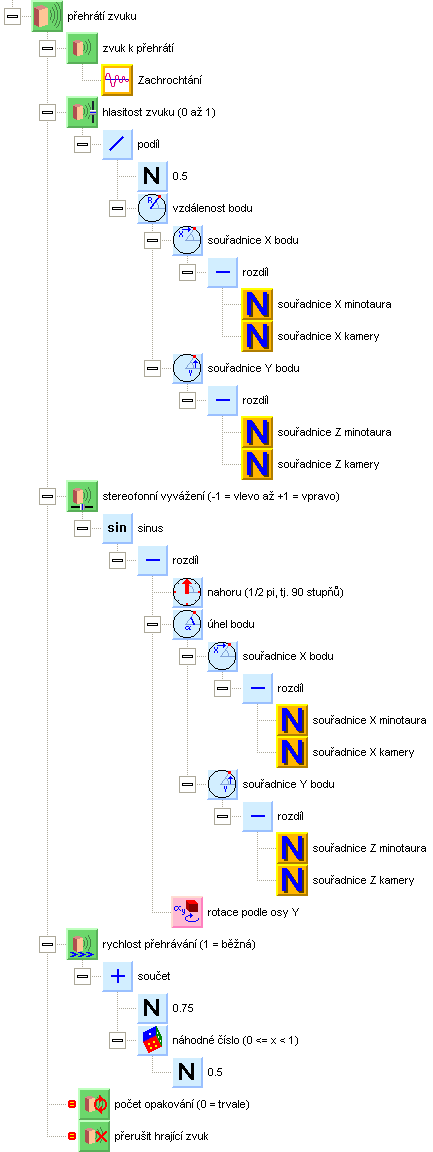 přehrátí zvuku
zvuk k přehrátí
Zachrochtání
hlasitost zvuku (0 až 1)
podíl
N 0.5
R vzdálenost bodu
X souřadnice X bodu
rozdíl
N souřadnice X minotaura
N souřadnice X kamery
Y souřadnice Y bodu
rozdíl
N souřadnice Z minotaura
N souřadnice Z kamery
stereofonní vyvážení (-1 = vlevo až +1 = vpravo)
sin sinus
rozdíl
nahoru (1/2 pi, tj. 90 stupňů)
α úhel bodu
X souřadnice X bodu
rozdíl
N souřadnice X minotaura
N souřadnice X kamery
Y souřadnice Y bodu
rozdíl
N souřadnice Z minotaura
N souřadnice Z kamery
αy rotace podle osy Y
>>> rychlost přehrávání (1 = běžná)
+ součet
N 0.75
náhodné číslo (0 <= x < 1)
N 0.5
počet opakování (0 = trvale)
přerušit hrající zvuk